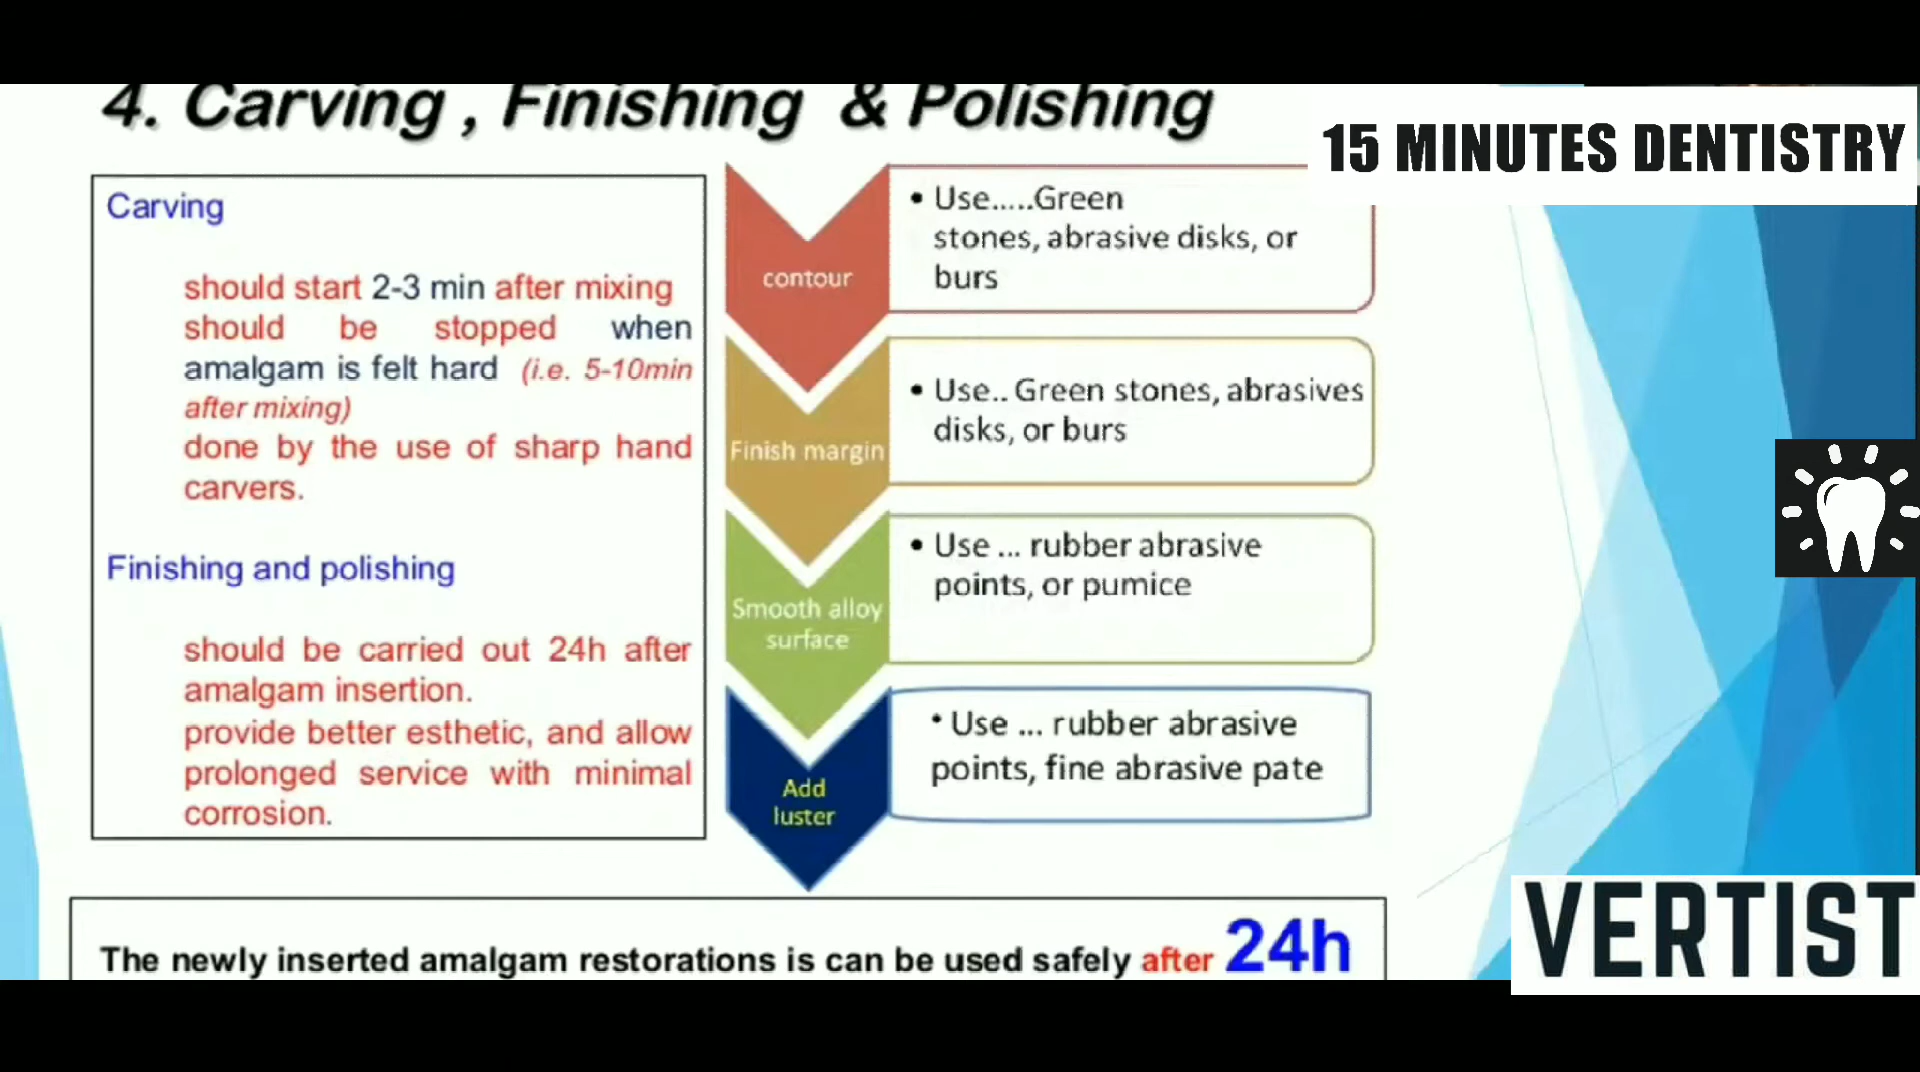 4. Carving , Finishing & Polishing
15 MINUTES DENTISTRY
Carving
should start 2-3 min after mixing
should be stopped when
amalgam is felt hard (i.e. 5-10min
after mixing)
done by the use of sharp hand
carvers.
Finishing and polishing
should be carried out 24h after
amalgam insertion.
provide better esthetic, and allow
prolonged service with minimal
corrosion.
contour
• Use.....Green
stones, abrasive disks, or
burs
Finish margin
• Use.. Green stones, abrasives
disks, or burs
Smooth alloy
surface
• Use ... rubber abrasive
points, or pumice
Add
luster
• Use ... rubber abrasive
points, fine abrasive pate
The newly inserted amalgam restorations is can be used safely after 24h
VERTIST